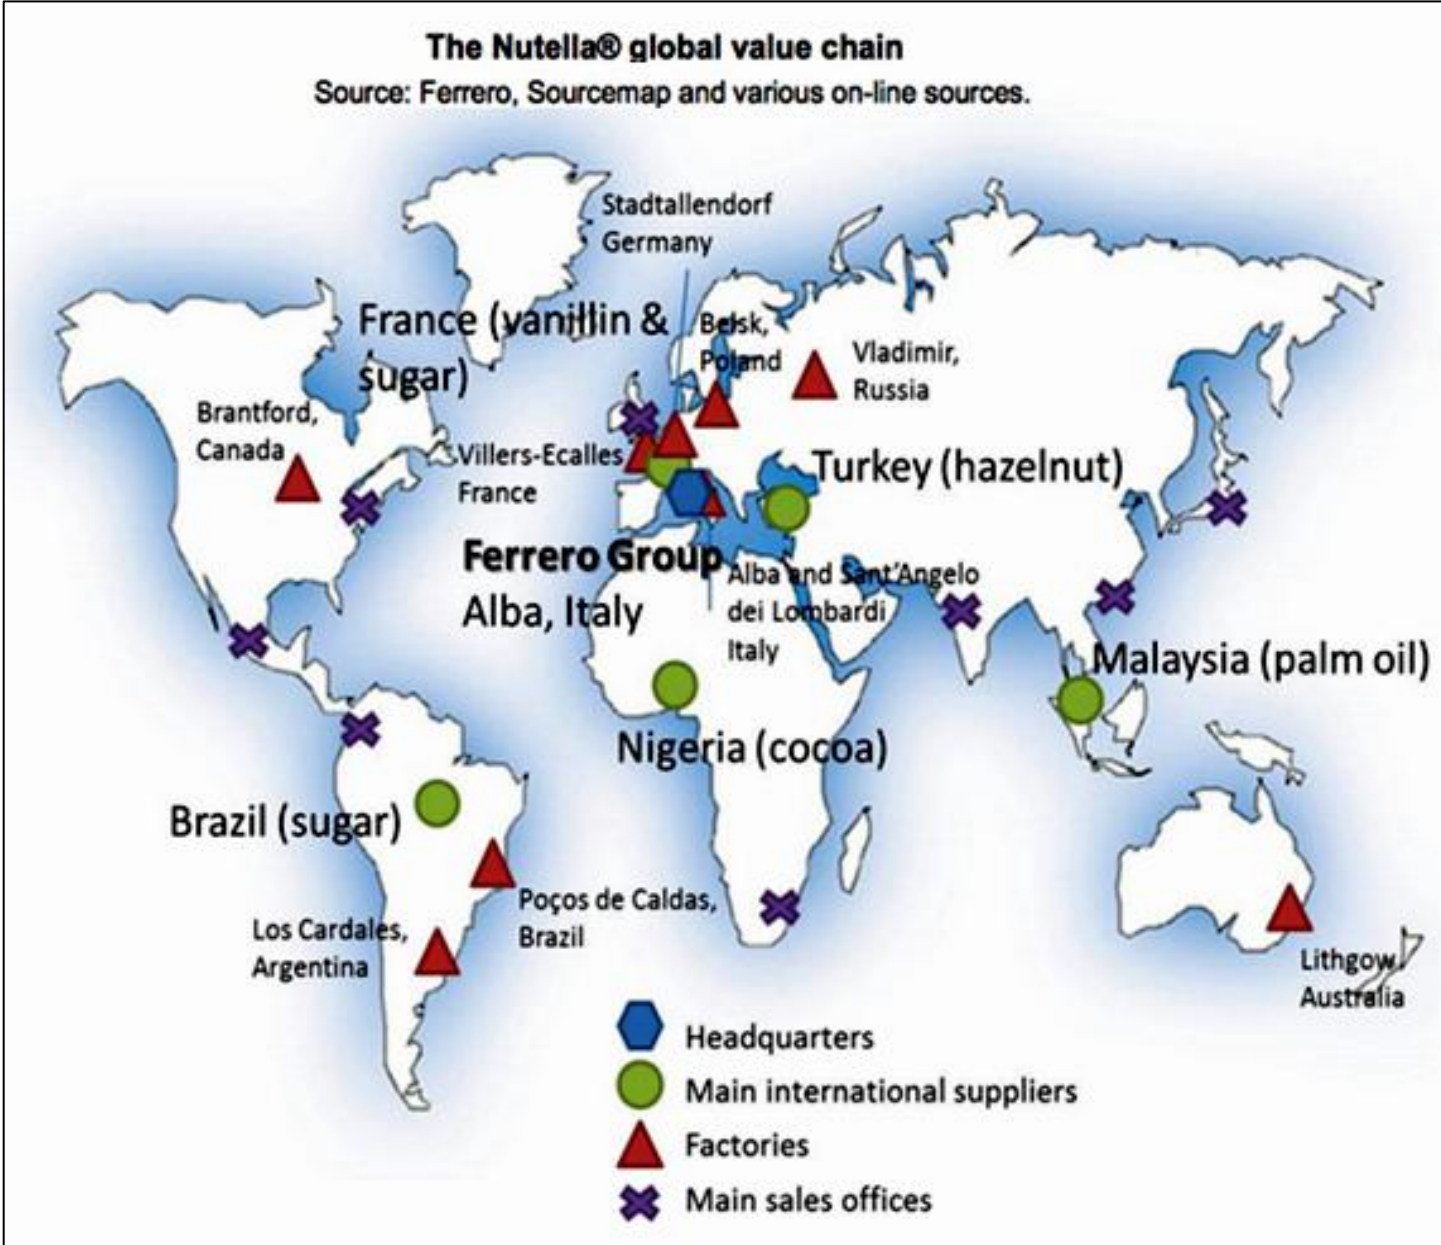 The Nutella® global value chain
Source: Ferrero, Sourcemap and various on-line sources.
Stadtallendorf
Germany
France (vanillin &
sugar)
Belsk,
Poland
Vladimir,
Russia
Brantford,
Canada
Villers-Ecalles
France
Turkey (hazelnut)
Ferrero Group
Alba, Italy
Alba and Sant'Angelo
dei Lombardi
Italy
Malaysia (palm oil)
Nigeria (cocoa)
Brazil (sugar)
Poços de Caldas,
Brazil
Los Cardales,
Argentina
Lithgow
Australia
Headquarters
Main international suppliers
Factories
Main sales offices